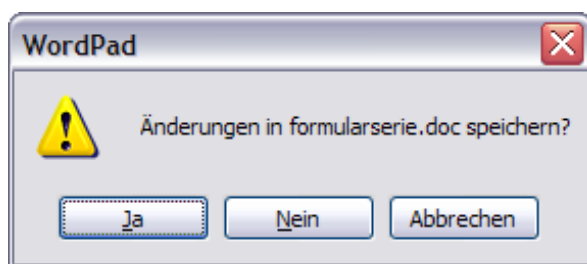 WordPad
Änderungen in formularserie.doc speichern?
Ja Nein Abbrechen